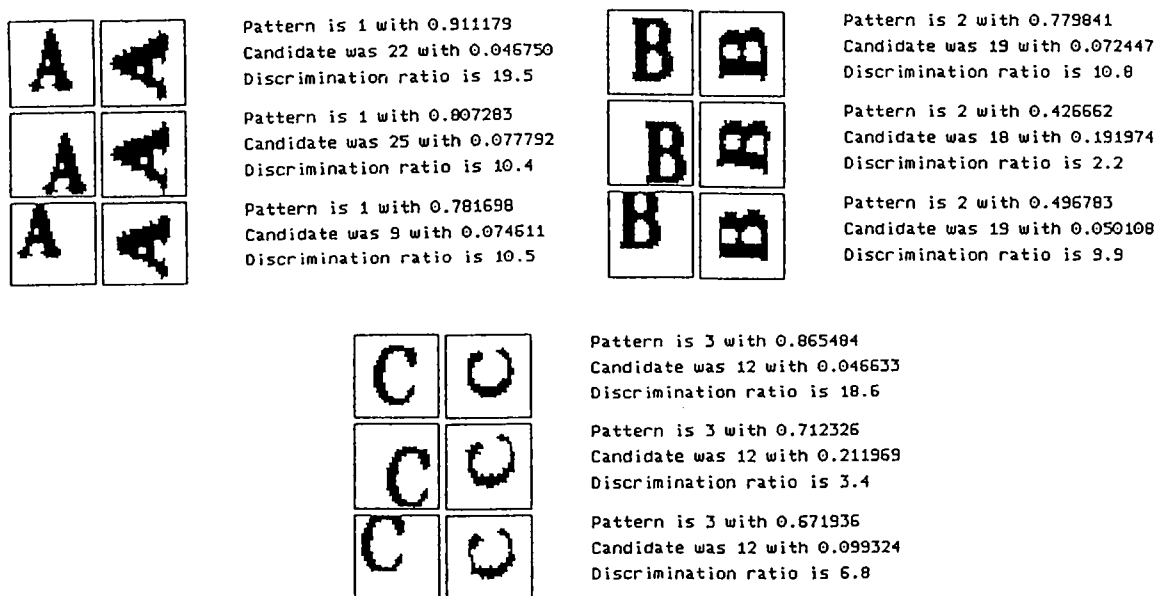 A A
Pattern is 1 with 0.911179
Candidate was 22 with 0.046750
Discrimination ratio is 19.5
A A
Pattern is 1 with 0.807283
Candidate was 25 with 0.077792
Discrimination ratio is 10.4
A A
Pattern is 1 with 0.781698
Candidate was 9 with 0.074611
Discrimination ratio is 10.5
B B
Pattern is 2 with 0.779841
Candidate was 19 with 0.072447
Discrimination ratio is 10.8
B B
Pattern is 2 with 0.426662
Candidate was 18 with 0.191974
Discrimination ratio is 2.2
B B
Pattern is 2 with 0.496783
Candidate was 19 with 0.050108
Discrimination ratio is 9.9
C C
Pattern is 3 with 0.865484
Candidate was 12 with 0.046633
Discrimination ratio is 18.6
C C
Pattern is 3 with 0.712326
Candidate was 12 with 0.211969
Discrimination ratio is 3.4
C C
Pattern is 3 with 0.671936
Candidate was 12 with 0.099324
Discrimination ratio is 6.8